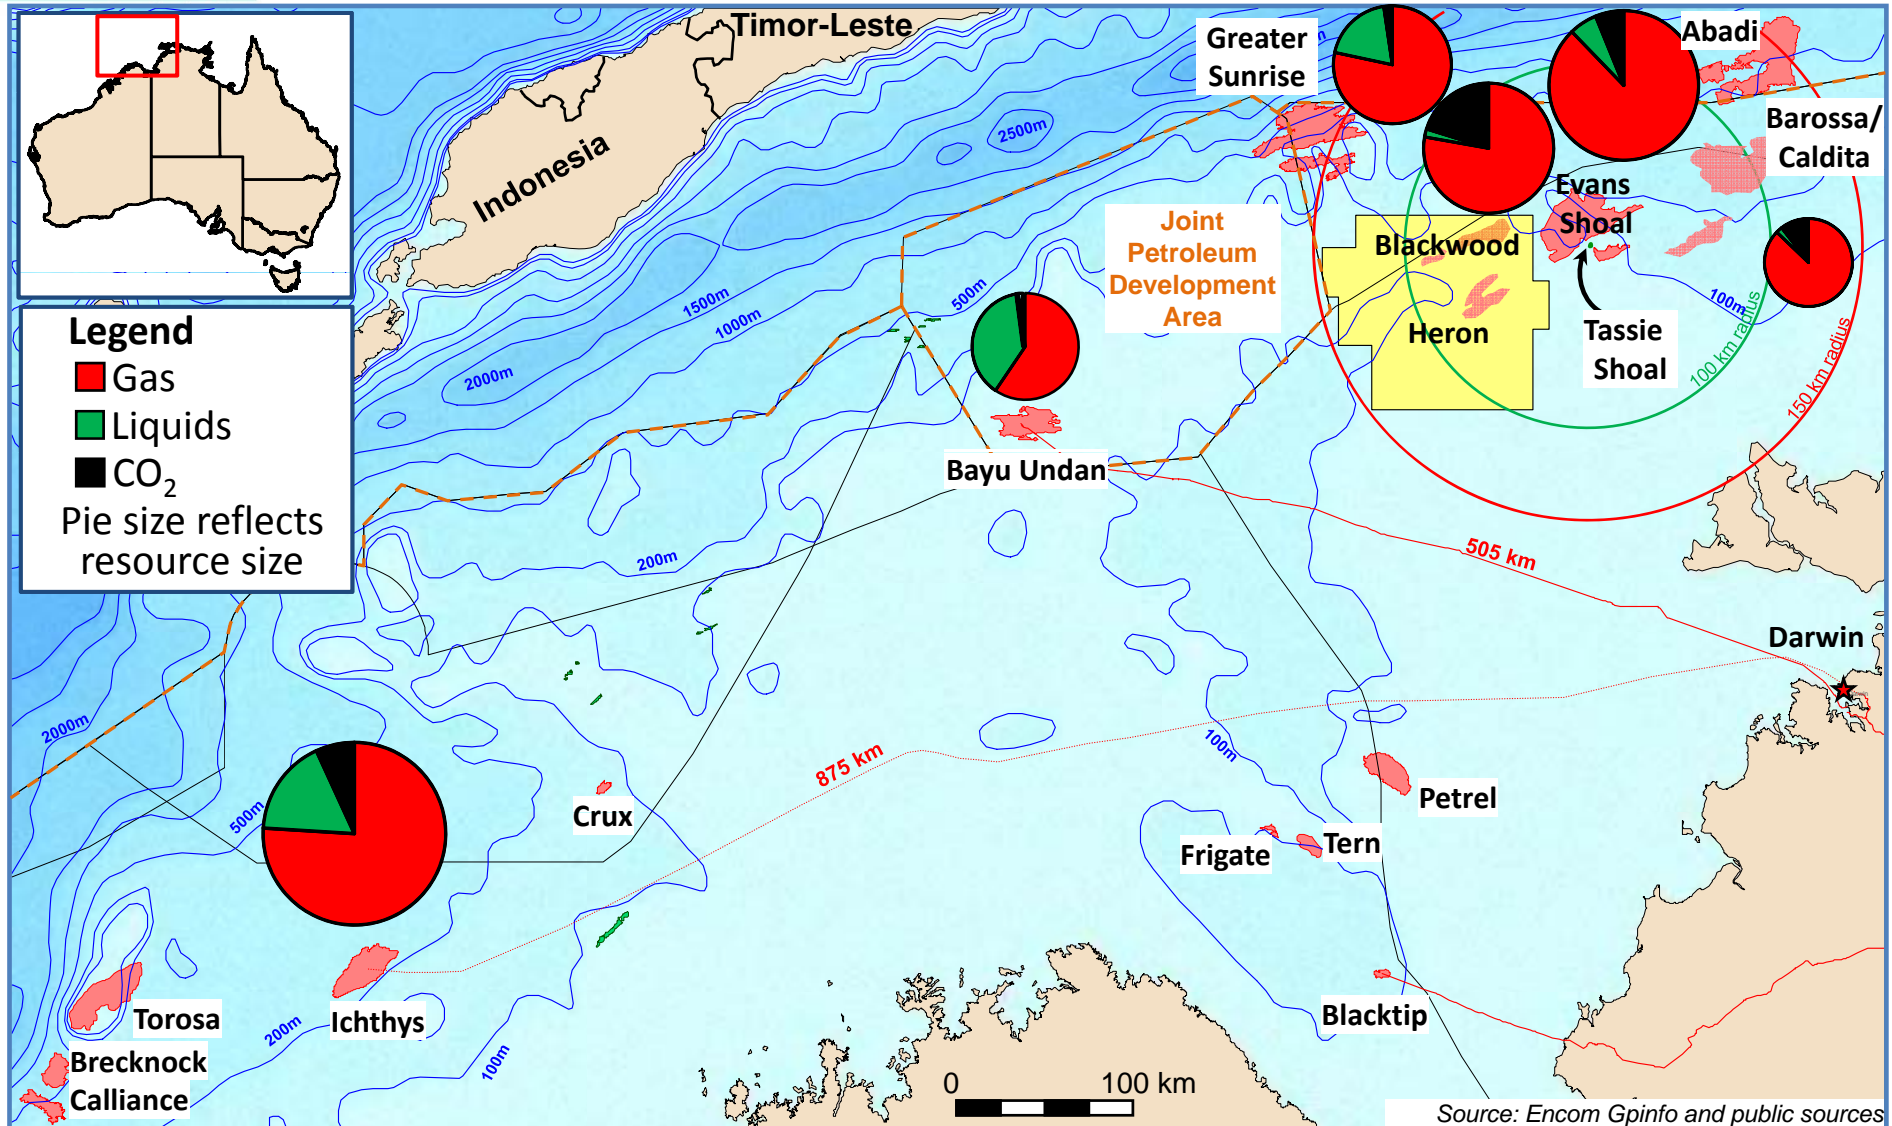 Timor-Leste
Indonesia
Greater
Sunrise
Abadi
Barossa/
Caldita
Evans
Shoal
Blackwood
Heron
Tassie
Shoal
100 km radius
150 km radius
Joint
Petroleum
Development
Area
2500m
1500m
1000m
2000m
500m
100m
Legend
Gas
Liquids
CO2
Pie size reflects
resource size
Bayu Undan
200m
505 km
Darwin
2000m
500m
875 km
100m
Crux
Petrel
Frigate
Tern
Blacktip
Torosa
Ichthys
200m
100m
Brecknock
Calliance
0 100 km
Source: Encom Gpinfo and public sources